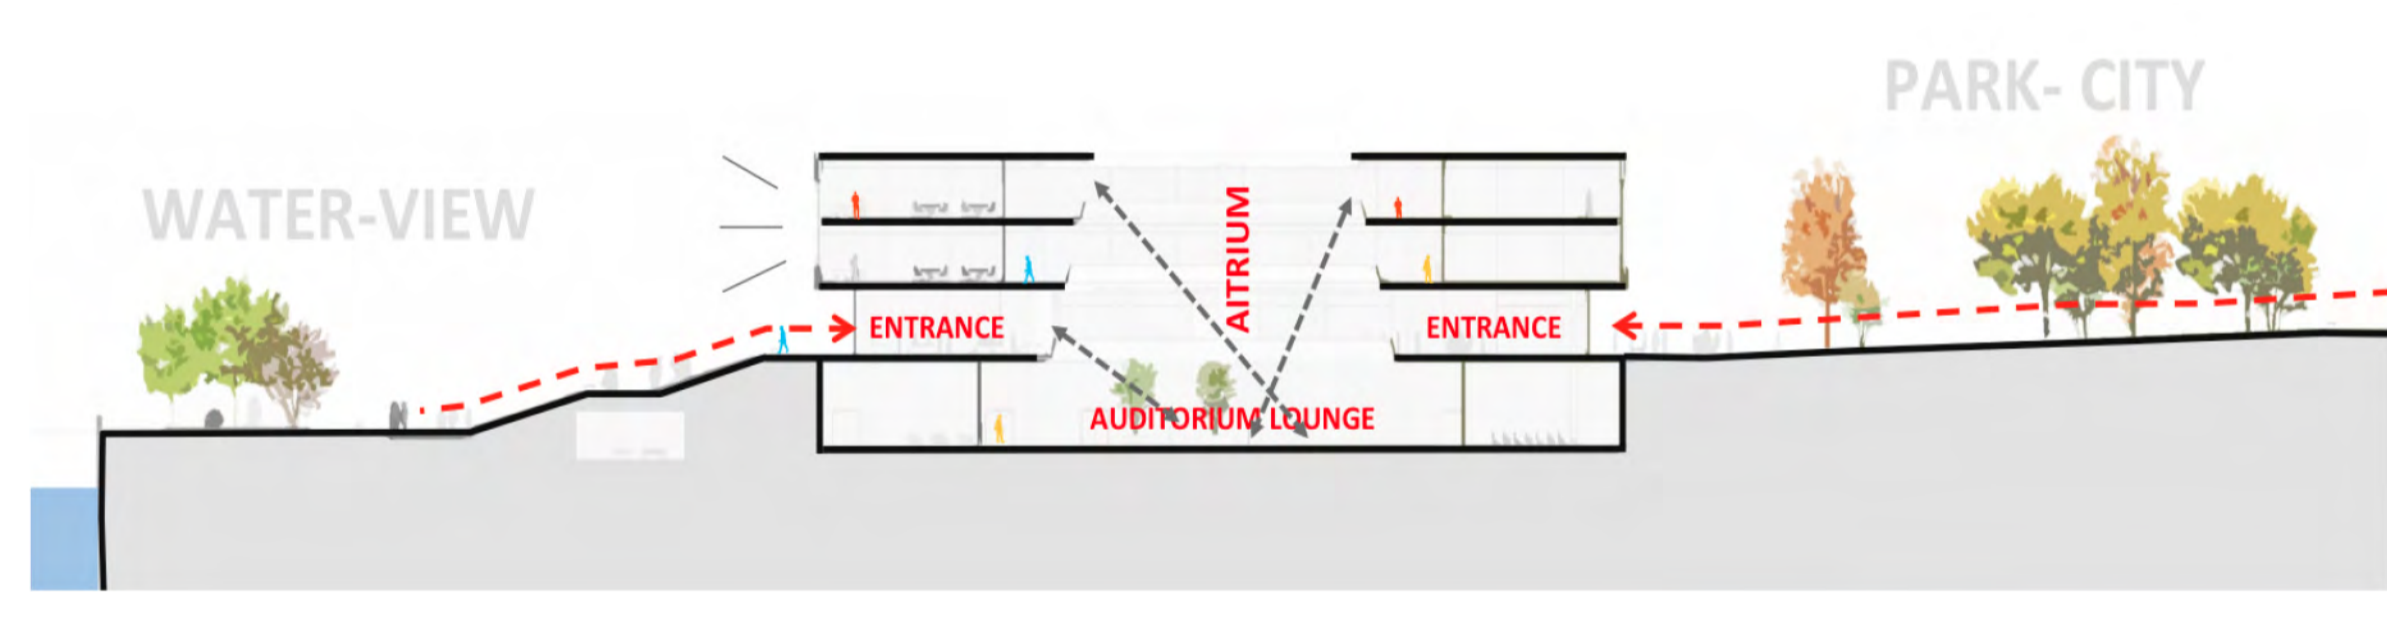 PARK- CITY
WATER-VIEW
AITRIUM
ENTRANCE
ENTRANCE
AUDITORIUM LOUNGE